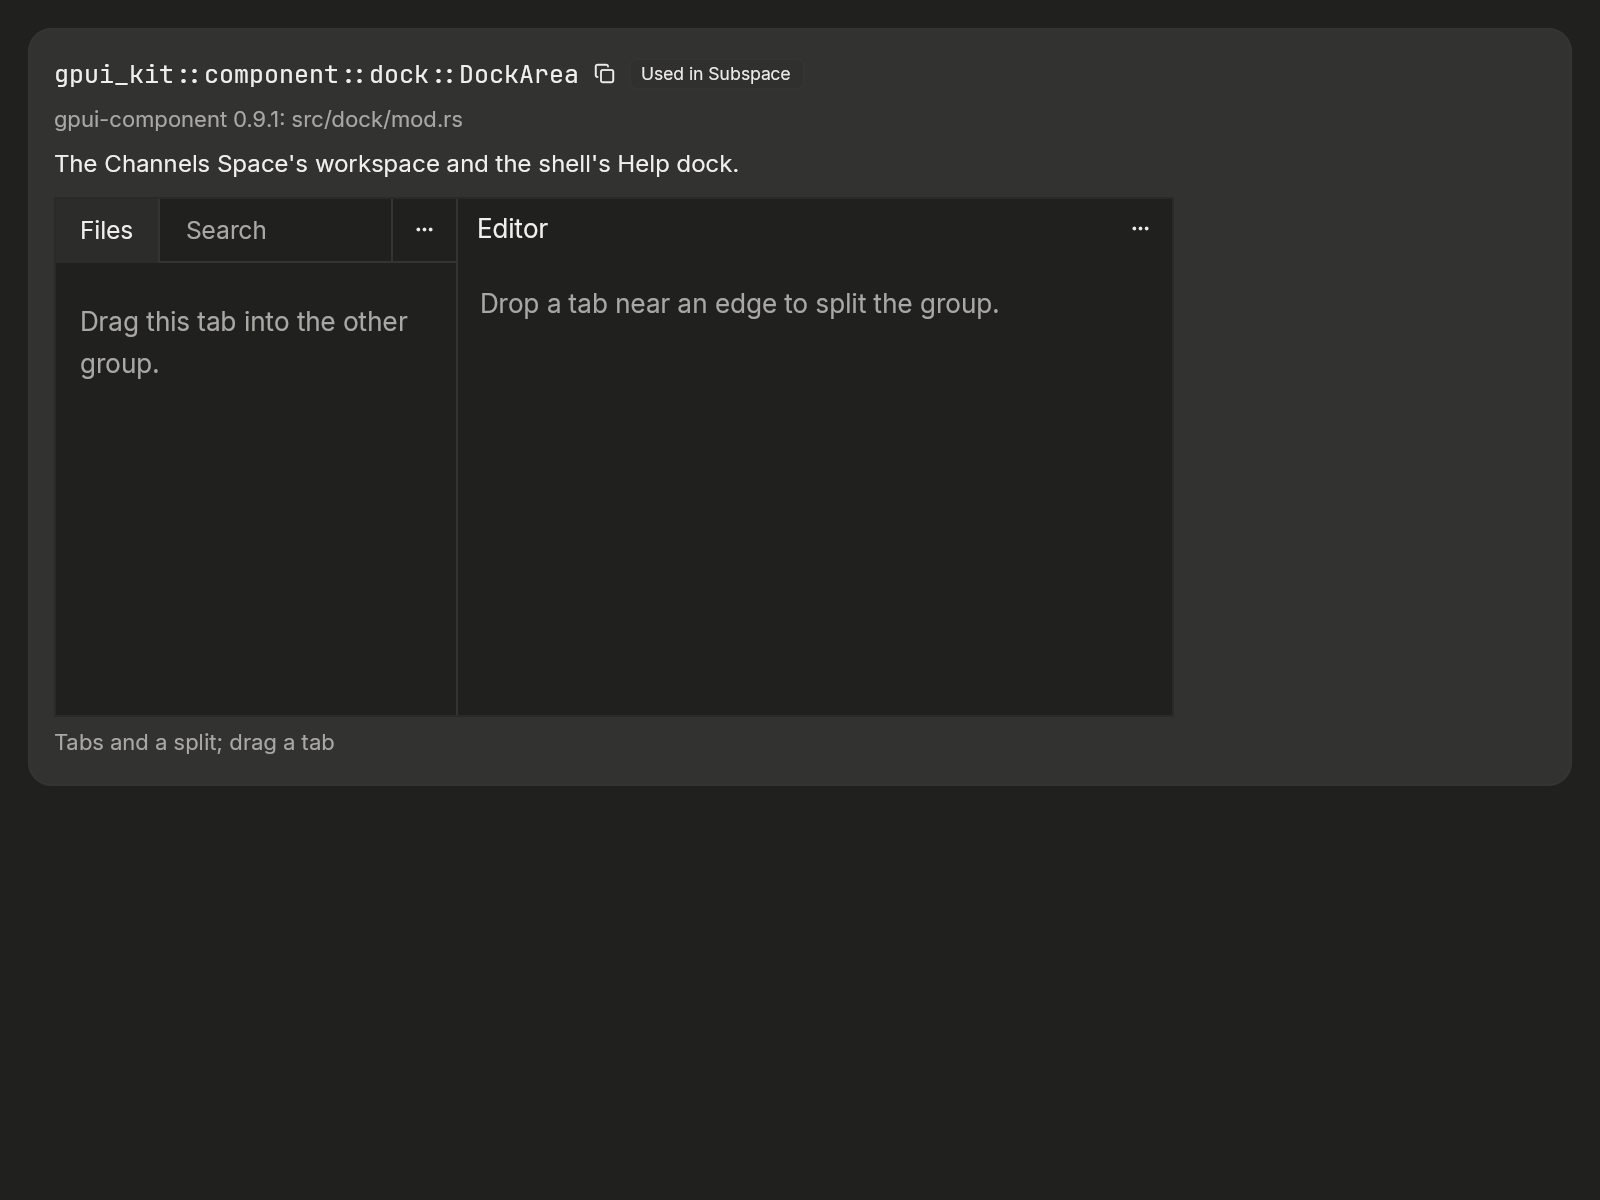 gpui_kit::component::dock::DockArea Used in Subspace
gpui-component 0.9.1: src/dock/mod.rs
The Channels Space's workspace and the shell's Help dock.
Files Search Editor
Drag this tab into the other
group.
Drop a tab near an edge to split the group.
Tabs and a split; drag a tab